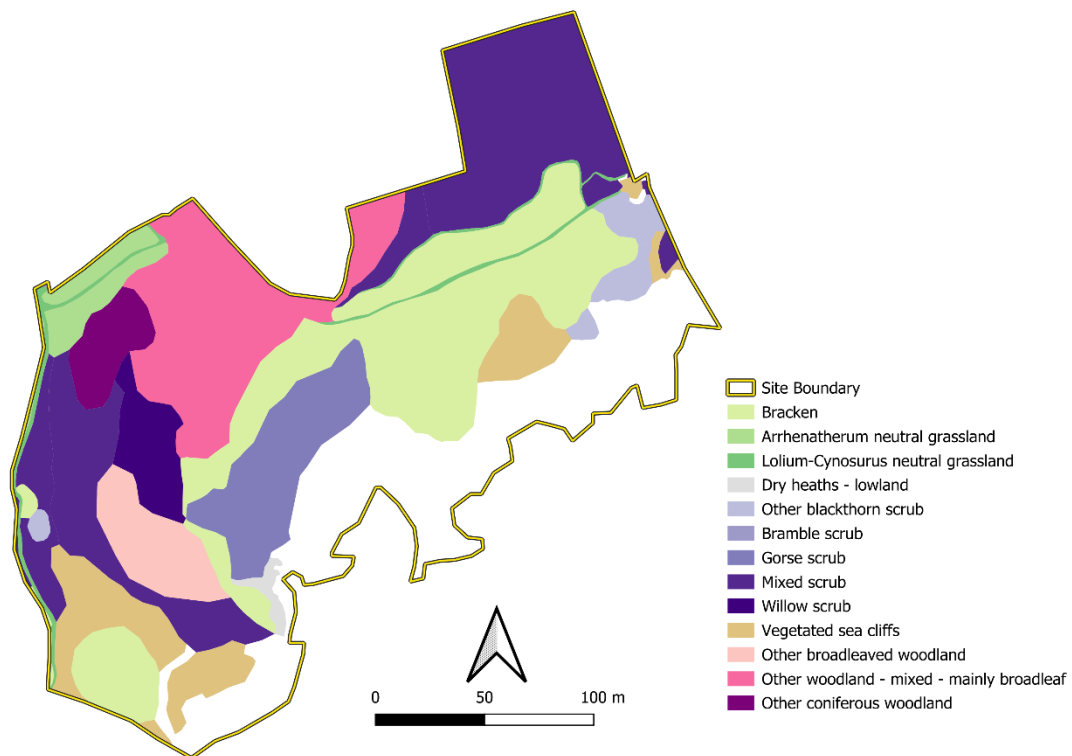 Site Boundary
Bracken
Arrhenatherum neutral grassland
Lolium-Cynosurus neutral grassland
Dry heaths - lowland
Other blackthorn scrub
Bramble scrub
Gorse scrub
Mixed scrub
Willow scrub
Vegetated sea cliffs
Other broadleaved woodland
Other woodland - mixed - mainly broadleaf
Other coniferous woodland
0 50 100 m